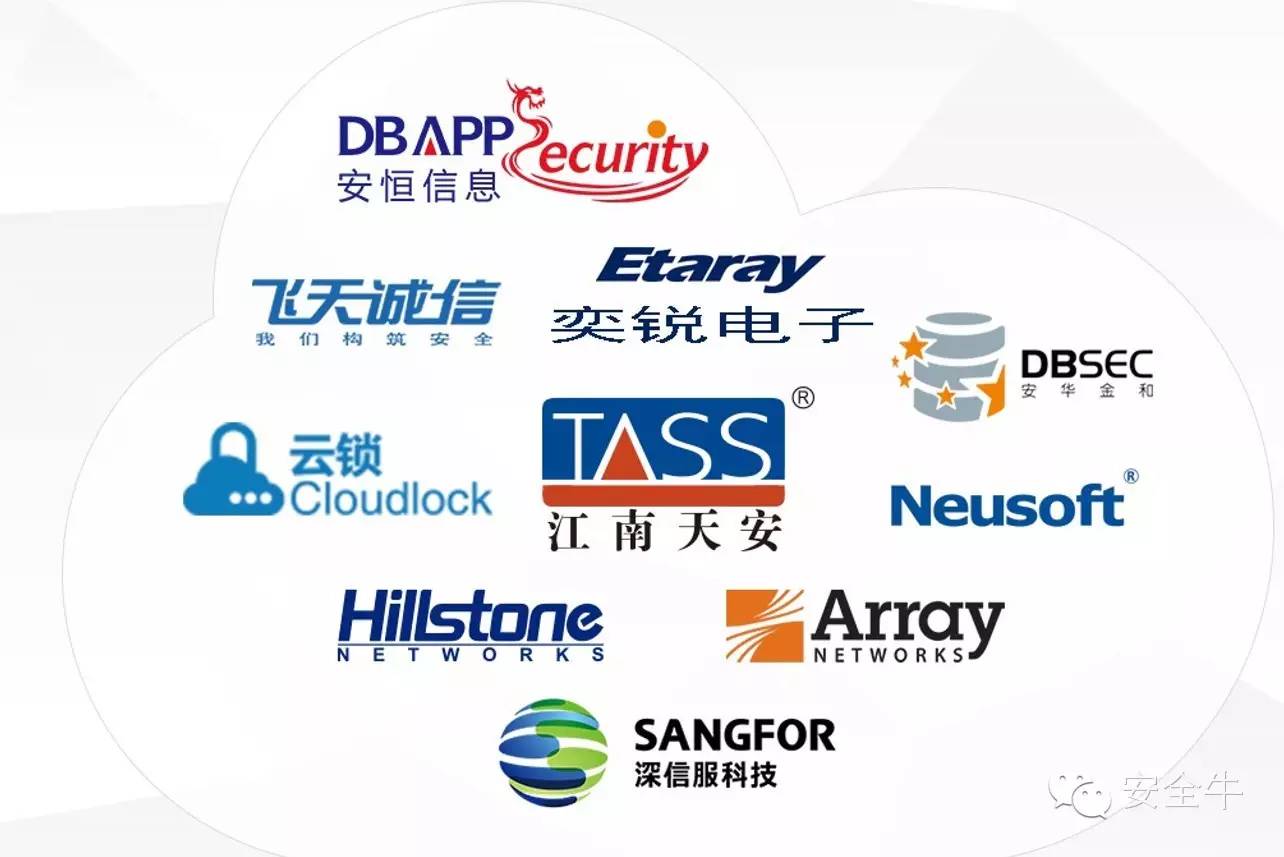 DBAPPSecurity
安恒信息
Etaray
奕锐电子
飞天诚信
我们构筑安全
DBSEC
安华金和
云锁
Cloudlock
TASS®
江南天安
Neusoft®
Hillstone
NETWORKS
Array
NETWORKS
SANGFOR
深信服科技
安全牛